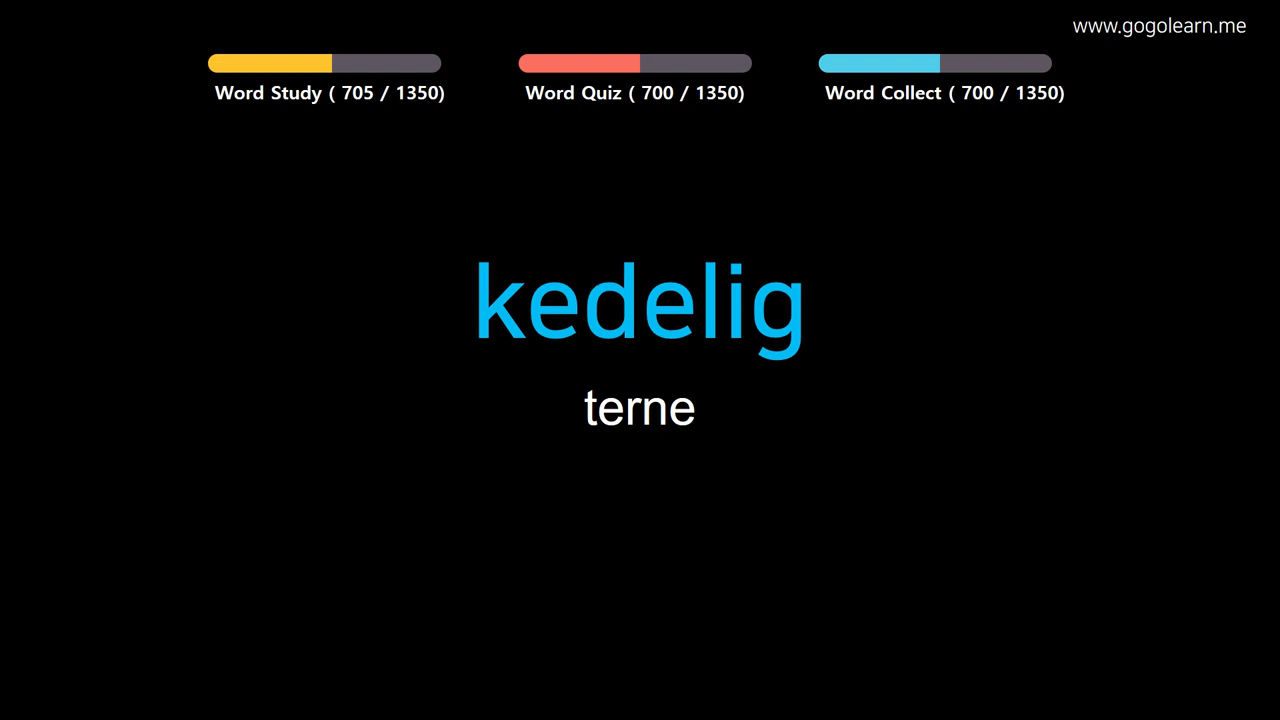 www.gogolearn.me
Word Study ( 705 / 1350)
Word Quiz ( 700 / 1350)
Word Collect ( 700 / 1350)
kedelig
terne